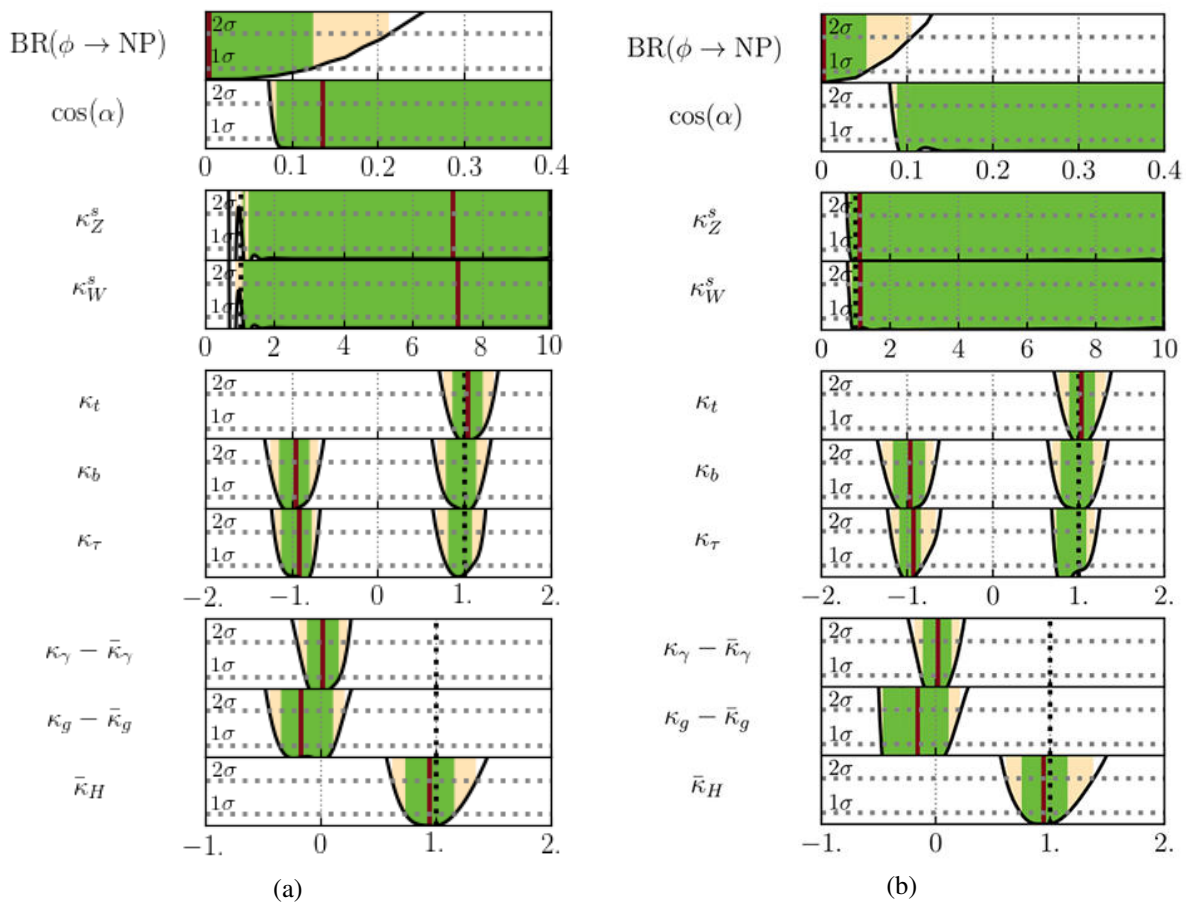 BR(ϕ → NP)
2σ
1σ
cos(α)
2σ
1σ
0 0.1 0.2 0.3 0.4
κ_Z^s
2σ
1σ
κ_W^s
2σ
1σ
0 2 4 6 8 10
κ_t
2σ
1σ
κ_b
2σ
1σ
κ_τ
2σ
1σ
−2. −1. 0 1. 2.
κ_γ − κ̄_γ
2σ
1σ
κ_g − κ̄_g
2σ
1σ
κ̄_H
2σ
1σ
−1. 0 1. 2.
(a)
BR(ϕ → NP)
2σ
1σ
cos(α)
2σ
1σ
0 0.1 0.2 0.3 0.4
κ_Z^s
2σ
1σ
κ_W^s
2σ
1σ
0 2 4 6 8 10
κ_t
2σ
1σ
κ_b
2σ
1σ
κ_τ
2σ
1σ
−2. −1. 0 1. 2.
κ_γ − κ̄_γ
2σ
1σ
κ_g − κ̄_g
2σ
1σ
κ̄_H
2σ
1σ
−1. 0 1. 2.
(b)